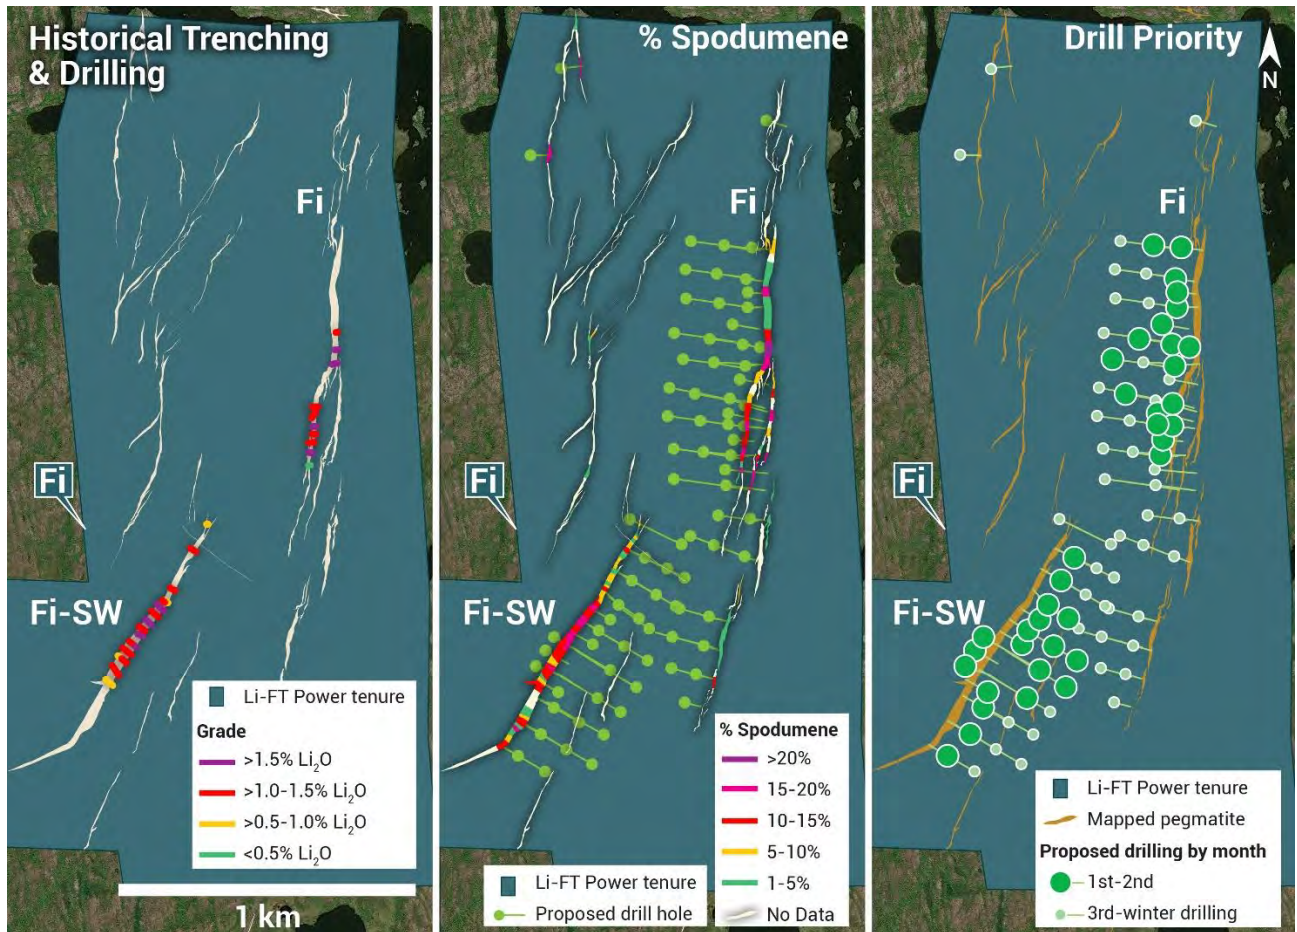 Historical Trenching
& Drilling
Fi
Fi
Fi-SW
Li-FT Power tenure
Grade
>1.5% Li₂O
>1.0-1.5% Li₂O
>0.5-1.0% Li₂O
<0.5% Li₂O
1 km
% Spodumene
Fi
Fi
Fi-SW
Li-FT Power tenure
Proposed drill hole
% Spodumene
>20%
15-20%
10-15%
5-10%
1-5%
No Data
Drill Priority
N
Fi
Fi
Fi-SW
Li-FT Power tenure
Mapped pegmatite
Proposed drilling by month
1st-2nd
3rd-winter drilling